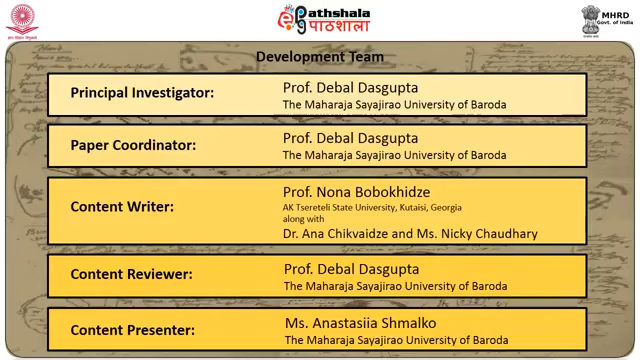 ePathshala
पाठशाला
MHRD
Govt. of India
Development Team
Principal Investigator:
Prof. Debal Dasgupta
The Maharaja Sayajirao University of Baroda
Paper Coordinator:
Prof. Debal Dasgupta
The Maharaja Sayajirao University of Baroda
Content Writer:
Prof. Nona Bobokhidze
AK Tsereteli State University, Kutaisi, Georgia
along with
Dr. Ana Chikvaidze and Ms. Nicky Chaudhary
Content Reviewer:
Prof. Debal Dasgupta
The Maharaja Sayajirao University of Baroda
Content Presenter:
Ms. Anastasiia Shmalko
The Maharaja Sayajirao University of Baroda